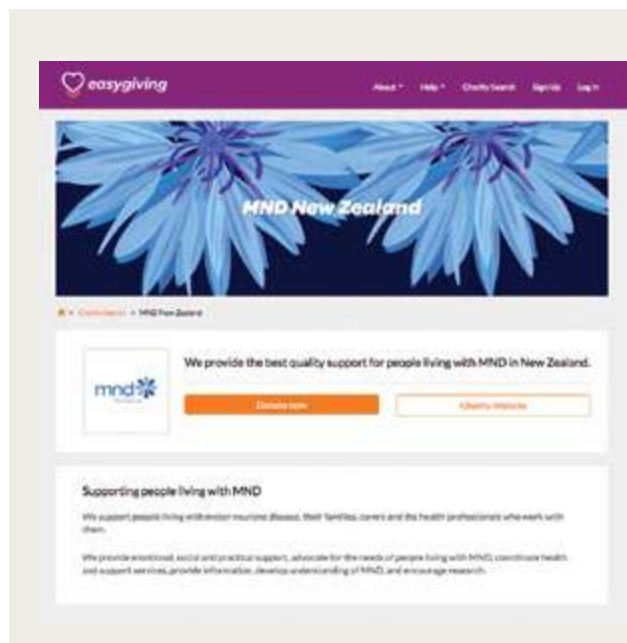 easygiving
About Help Charity Search Sign Up Log In
MND New Zealand
Charity Search > MND New Zealand
We provide the best quality support for people living with MND in New Zealand.
mnd
Donate now Charity Website
Supporting people living with MND
We support people living with motor neurone disease, their families, carers and the health professionals who work with
them.
We provide emotional, social and practical support, advocate for the needs of people living with MND, coordinate health
and support services, provide information, develop understanding of MND, and encourage research.